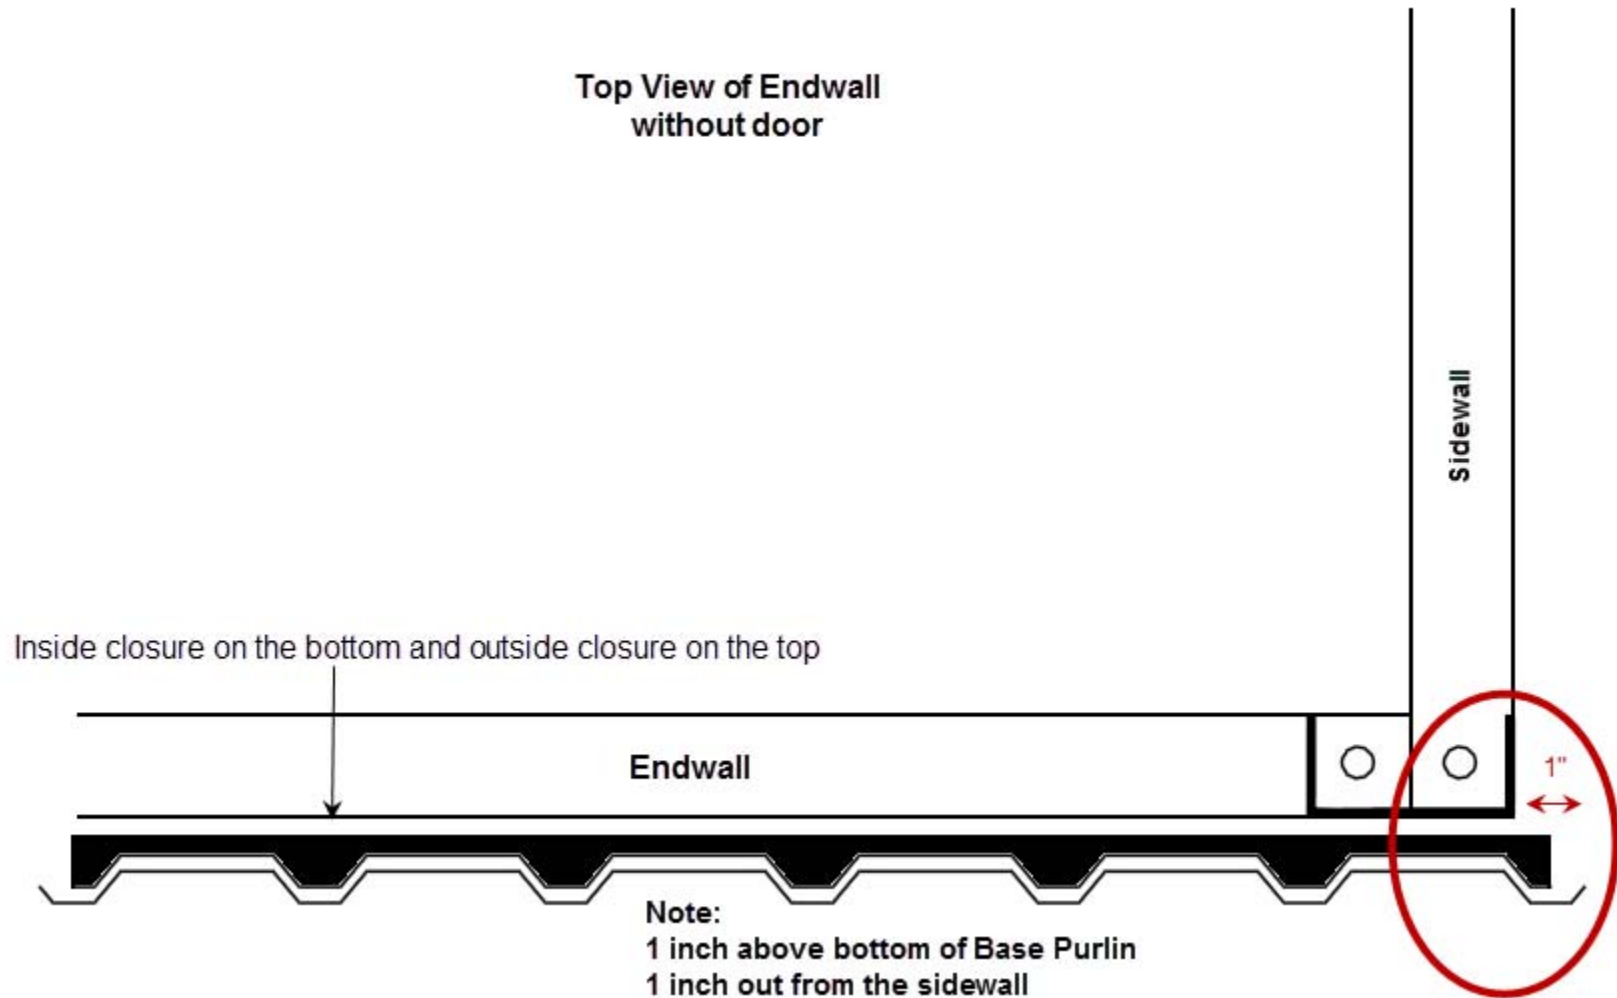 Top View of Endwall
without door
Sidewall
Inside closure on the bottom and outside closure on the top
Endwall
1"
Note:
1 inch above bottom of Base Purlin
1 inch out from the sidewall